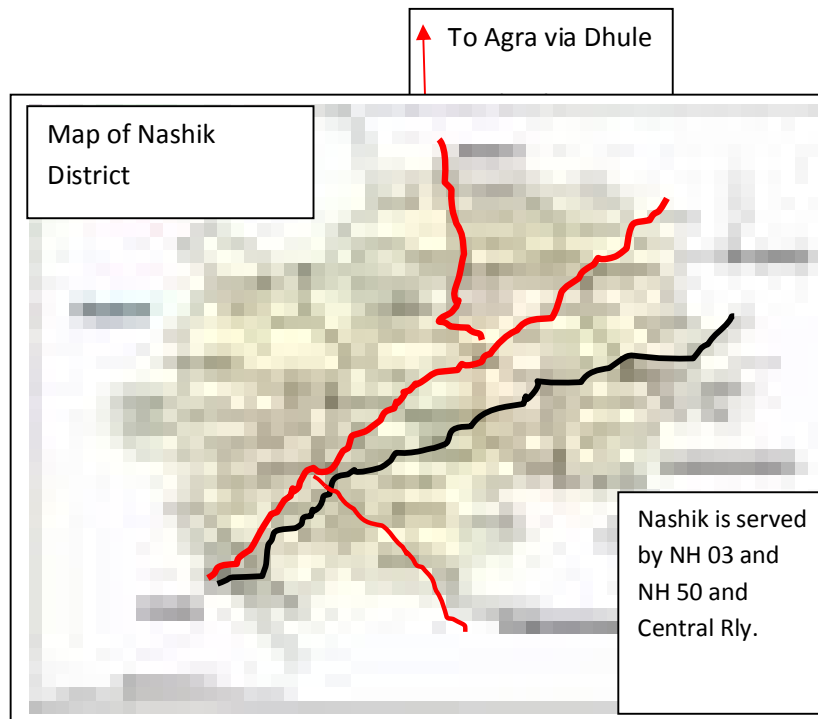 To Agra via Dhule
Map of Nashik
District
Nashik is served
by NH 03 and
NH 50 and
Central Rly.